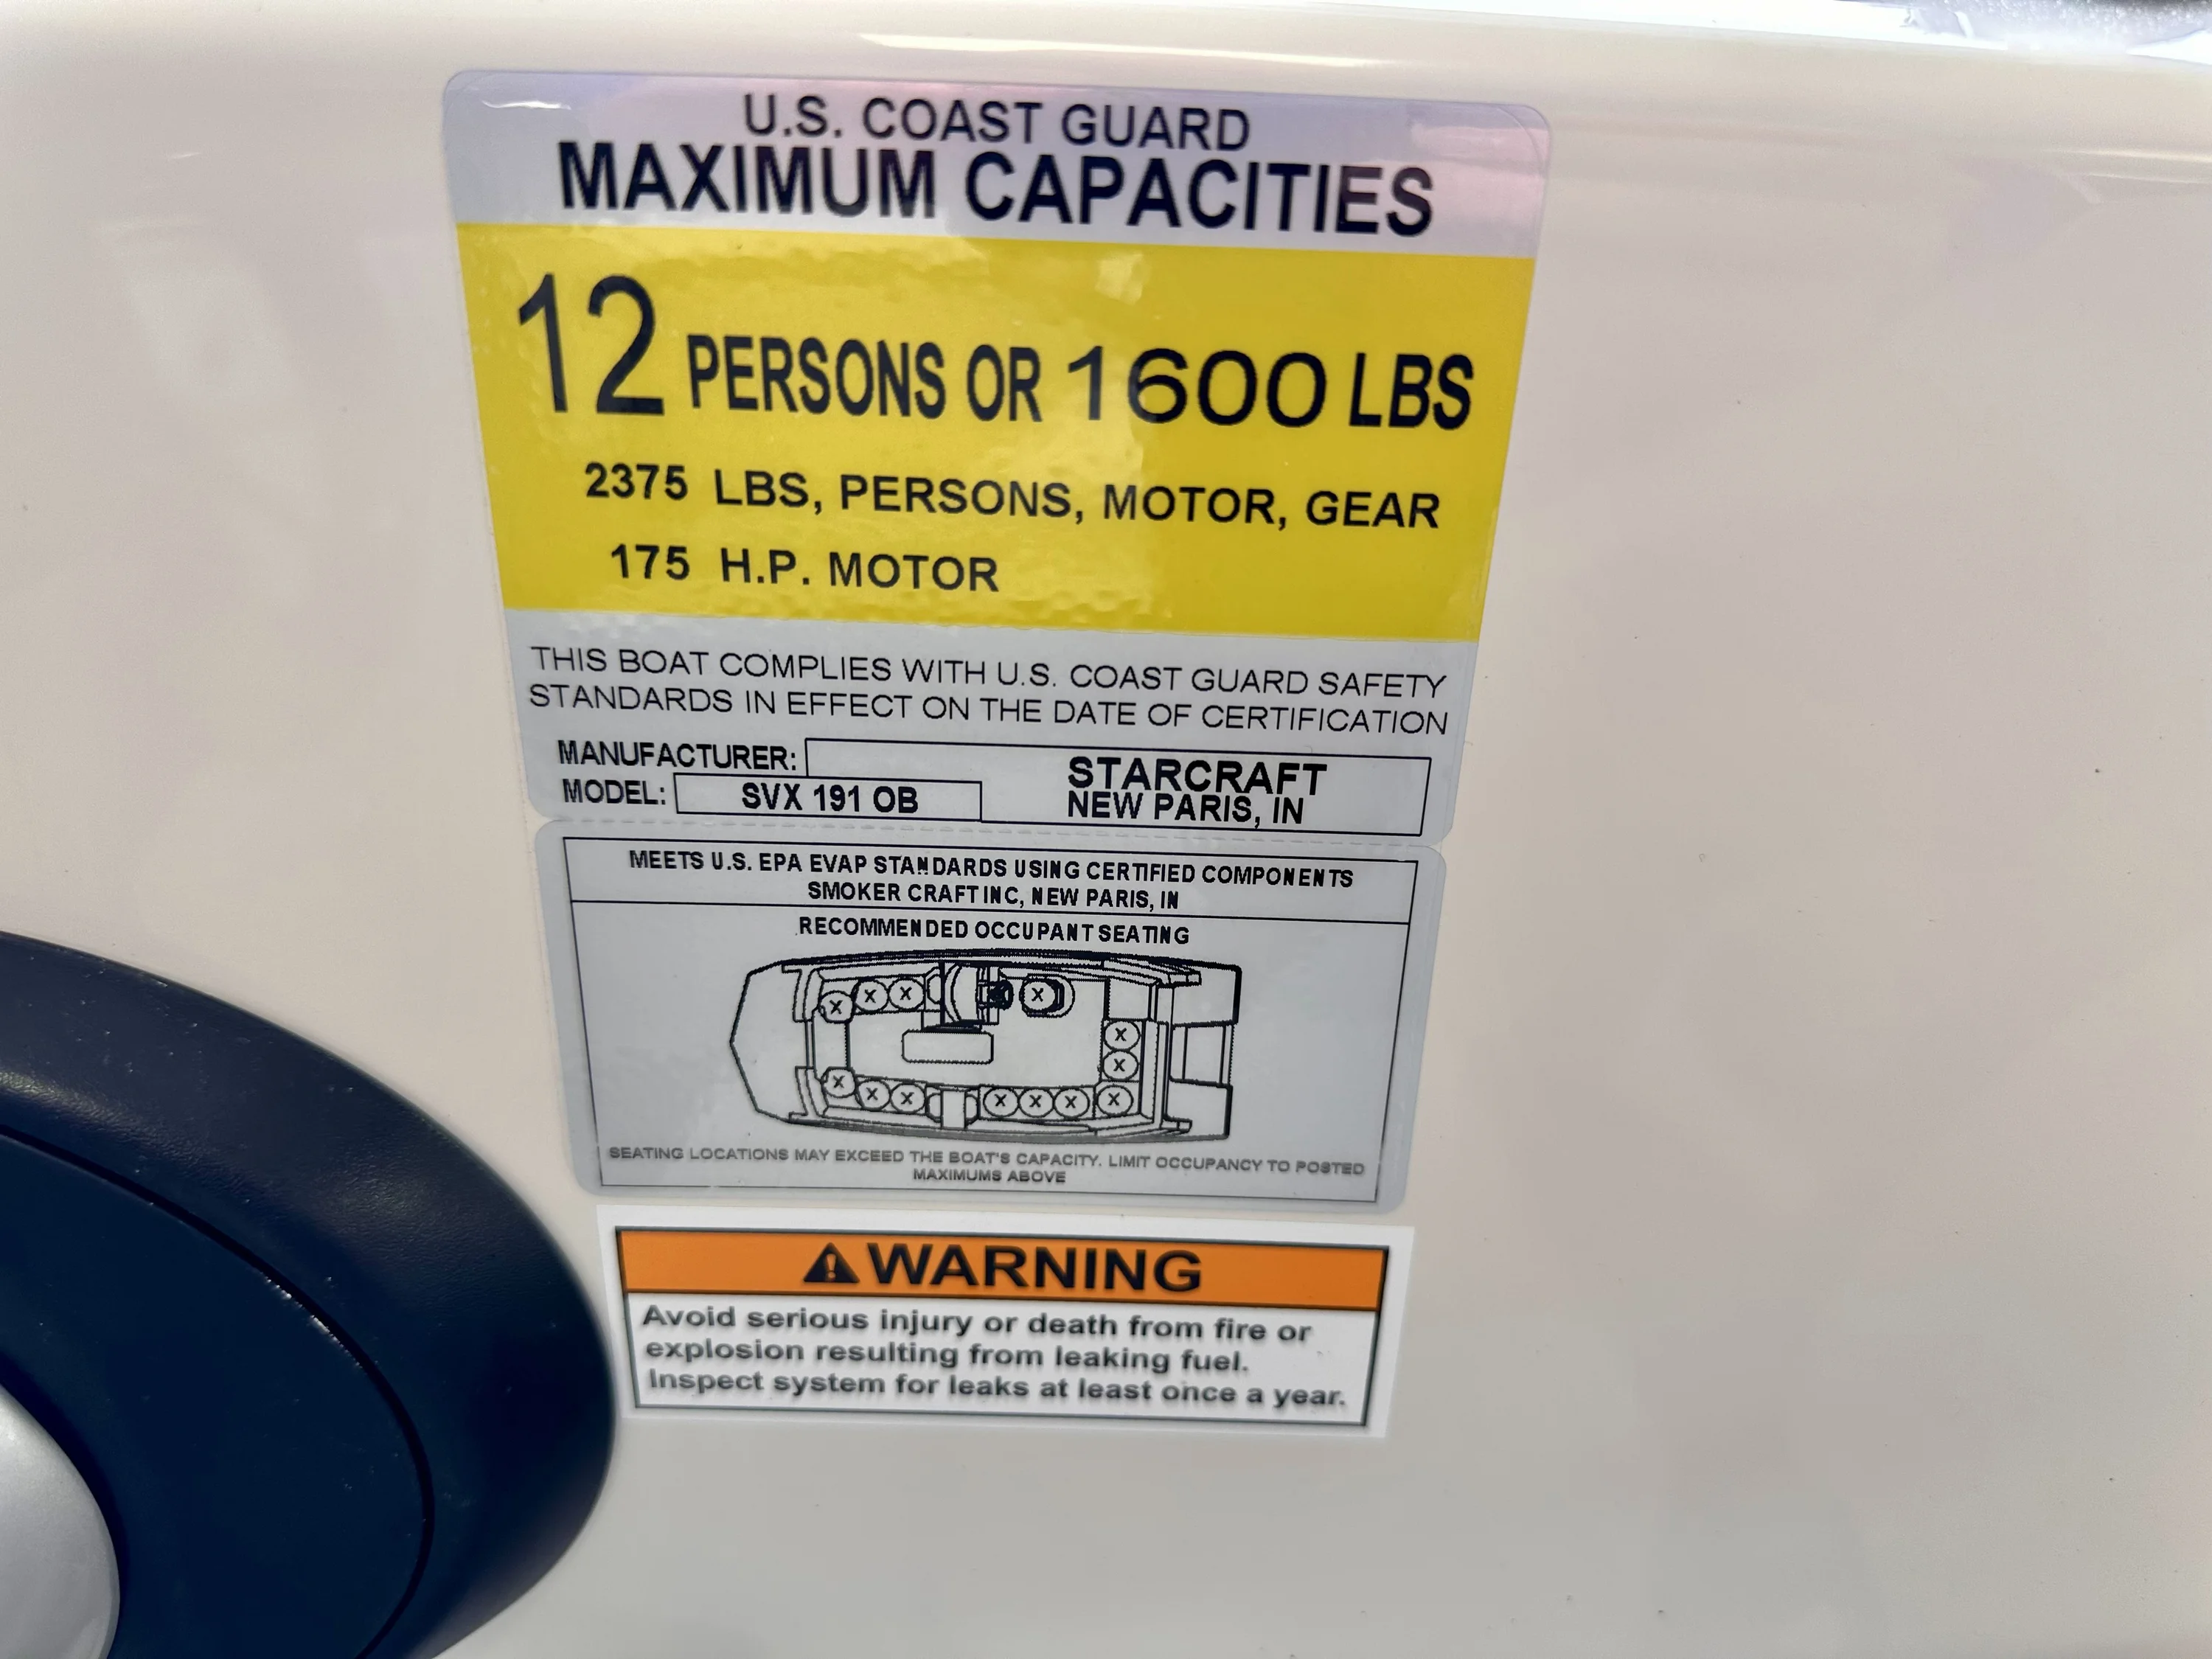 U.S. COAST GUARD
MAXIMUM CAPACITIES
12 PERSONS OR 1600 LBS
2375 LBS, PERSONS, MOTOR, GEAR
175 H.P. MOTOR
THIS BOAT COMPLIES WITH U.S. COAST GUARD SAFETY
STANDARDS IN EFFECT ON THE DATE OF CERTIFICATION
MANUFACTURER: STARCRAFT
MODEL: SVX 191 OB NEW PARIS, IN
MEETS U.S. EPA EVAP STANDARDS USING CERTIFIED COMPONENTS
SMOKER CRAFT INC, NEW PARIS, IN
RECOMMENDED OCCUPANT SEATING
X X X X
X
X
X X X X X X X
SEATING LOCATIONS MAY EXCEED THE BOAT'S CAPACITY. LIMIT OCCUPANCY TO POSTED
MAXIMUMS ABOVE
WARNING
Avoid serious injury or death from fire or
explosion resulting from leaking fuel.
Inspect system for leaks at least once a year.